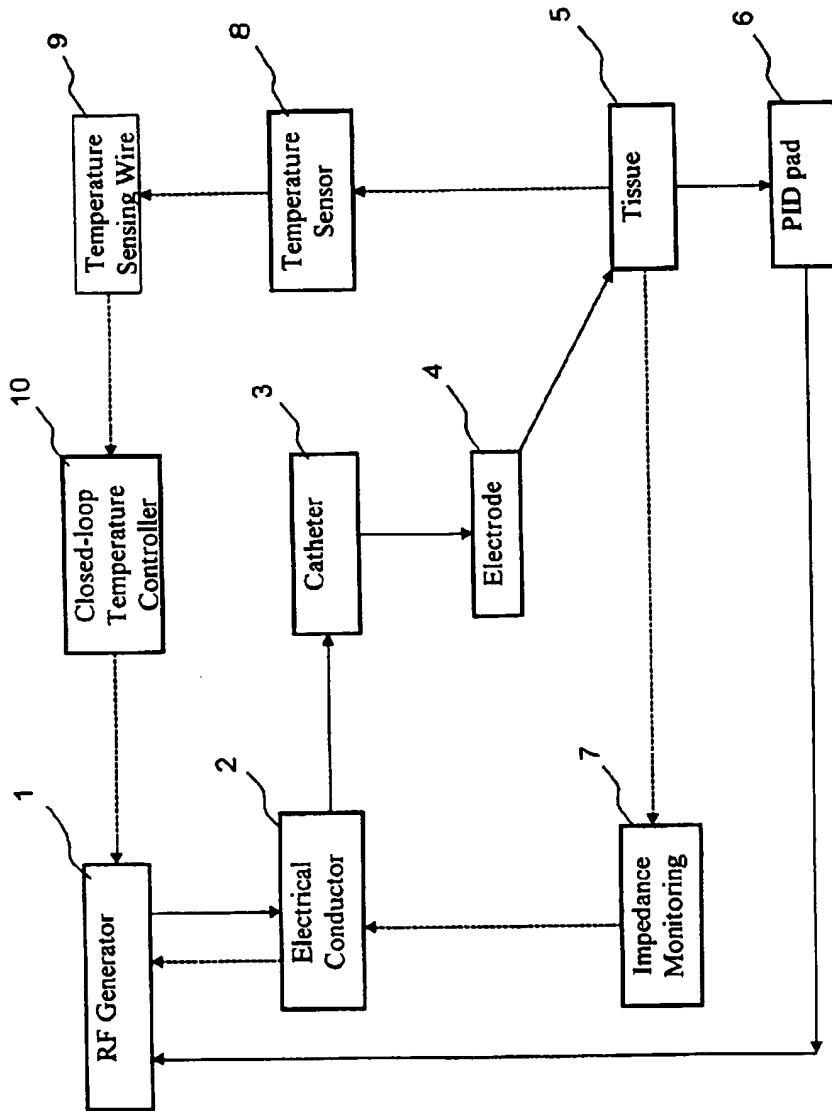 1
RF Generator
10
Closed-loop
Temperature
Controller
9
Temperature
Sensing Wire
2
Electrical
Conductor
3
Catheter
8
Temperature
Sensor
4
Electrode
7
Impedance
Monitoring
5
Tissue
6
PID pad